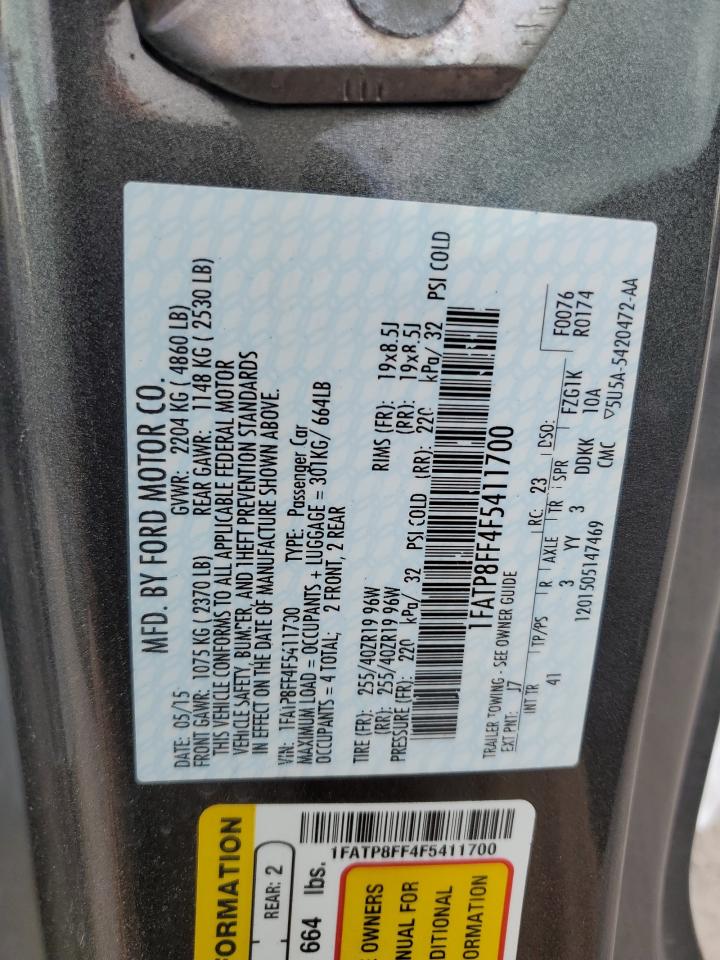 MFD. BY FORD MOTOR CO.
DATE: 05/15 GVWR: 2204 KG ( 4860 LB)
FRONT GAWR: 1075 KG ( 2370 LB) REAR GAWR: 1148 KG ( 2530 LB)
THIS VEHICLE CONFORMS TO ALL APPLICABLE FEDERAL MOTOR
VEHICLE SAFETY, BUMPER, AND THEFT PREVENTION STANDARDS
IN EFFECT ON THE DATE OF MANUFACTURE SHOWN ABOVE.
VIN: 1FATP8FF4F5411700 TYPE: Passenger Car
MAXIMUM LOAD = OCCUPANTS + LUGGAGE = 301KG/ 664LB
OCCUPANTS = 4 TOTAL; 2 FRONT, 2 REAR
TIRE (FR): 255/40ZR19 96W RIMS (FR): 19x8.5J
(RR): 255/40ZR19 96W (RR): 19x8.5J
PRESSURE (FR): 220 kPa/ 32 PSI COLD (RR): 220 kPa/ 32 PSI COLD
1FATP8FF4F5411700
TRAILER TOWING - SEE OWNER GUIDE
EXT PNT: J7 RC: 23 DSO: F0076
INT TR TP/PS R AXLE TR SPR R0174
41 3 YY 3 DDKK FZG1K
1201505147469 CMC 10A
▽5U5A-5420472-AA
ORMATION
REAR: 2
664 lbs.
1FATP8FF4F5411700
OWNERS
NUAL FOR
DITIONAL
ORMATION